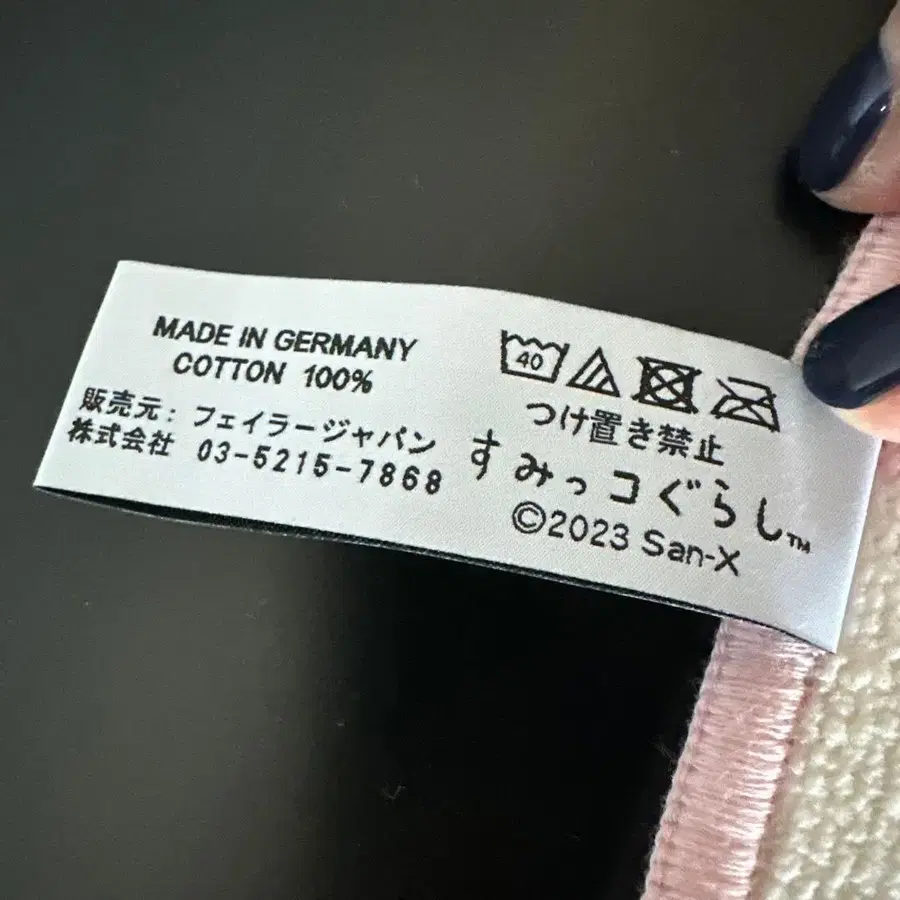 MADE IN GERMANY
COTTON 100%
販売元: フェイラージャパン
株式会社 03-5215-7868
40
つけ置き禁止
すみっコぐらし™
©2023 San-X